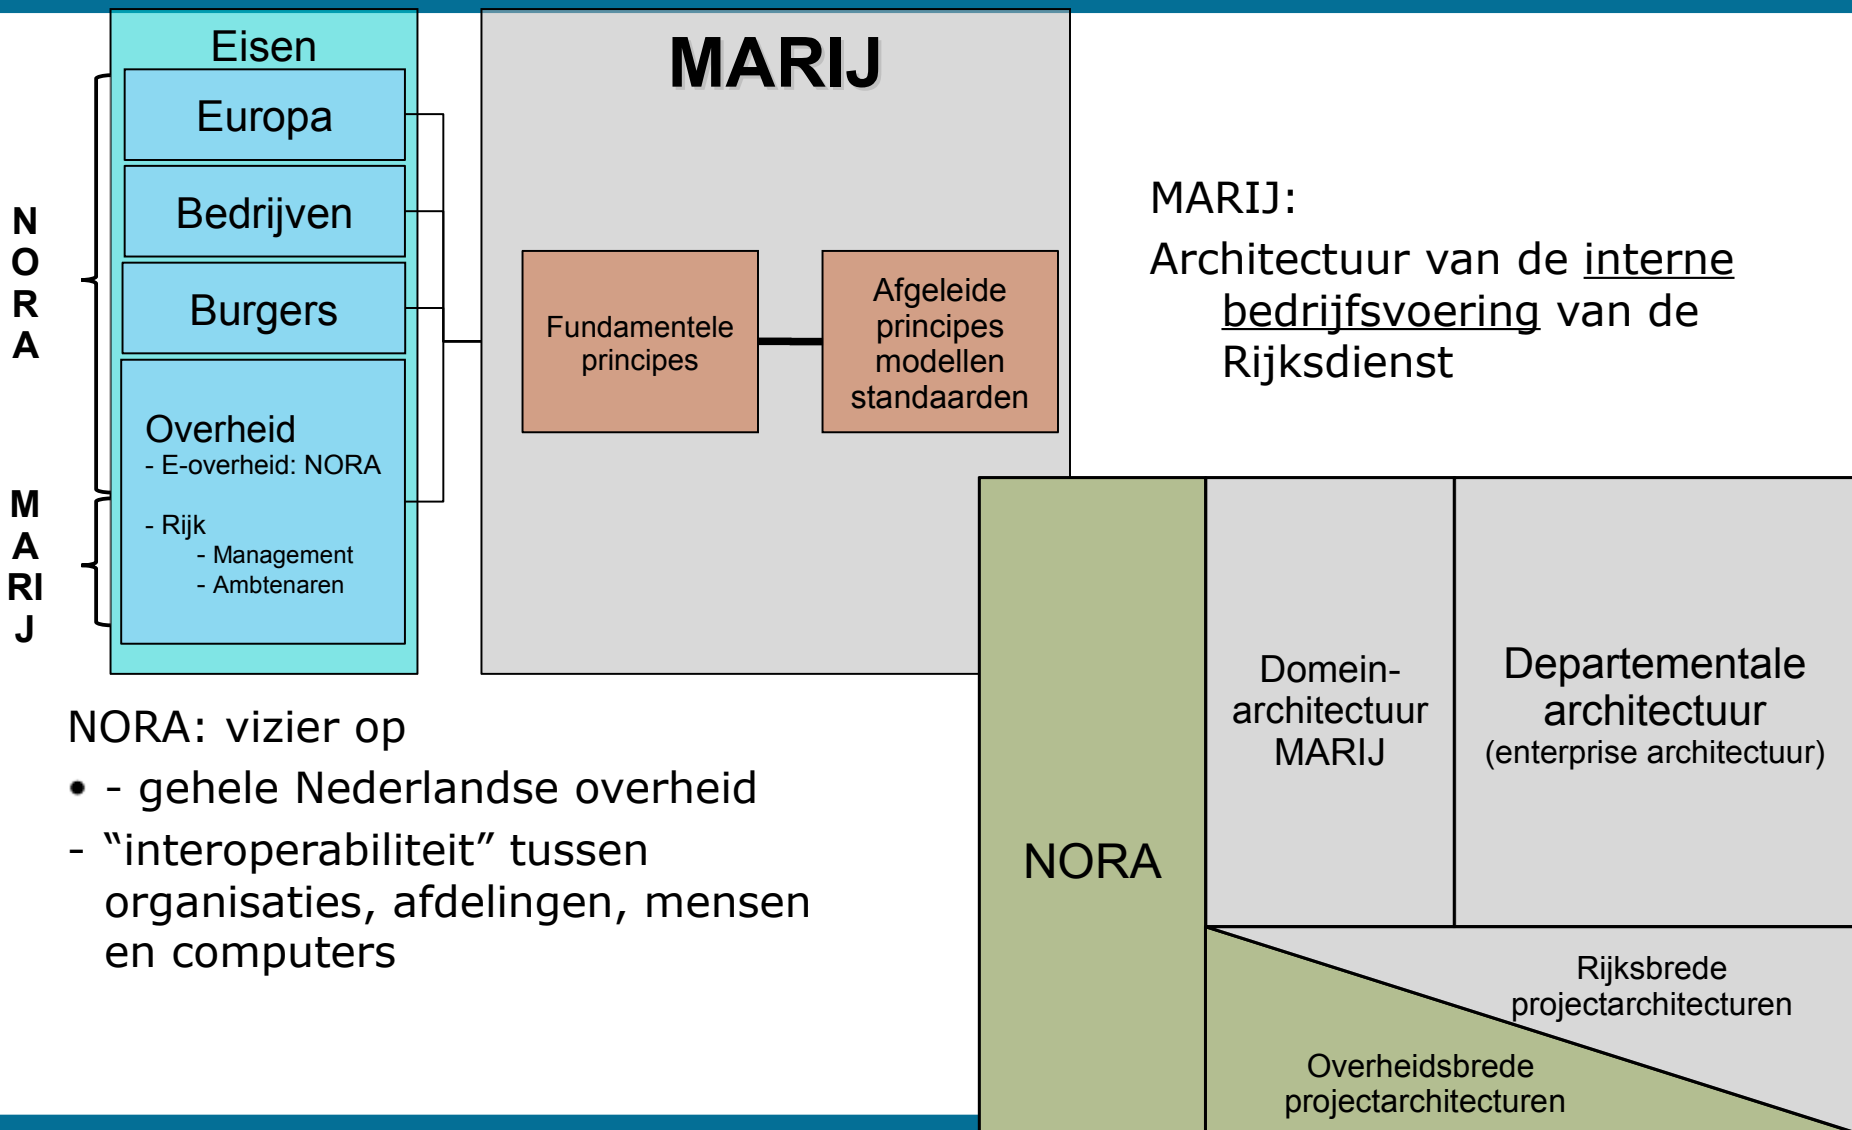 Eisen
Europa
Bedrijven
Burgers
Overheid
- E-overheid: NORA
- Rijk
- Management
- Ambtenaren
N
O
R
A
M
A
RI
J
MARIJ
Fundamentele
principes
Afgeleide
principes
modellen
standaarden
MARIJ:
Architectuur van de interne
bedrijfsvoering van de
Rijksdienst
NORA: vizier op
• - gehele Nederlandse overheid
- “interoperabiliteit” tussen
organisaties, afdelingen, mensen
en computers
NORA
Domein-
architectuur
MARIJ
Departementale
architectuur
(enterprise architectuur)
Rijksbrede
projectarchitecturen
Overheidsbrede
projectarchitecturen